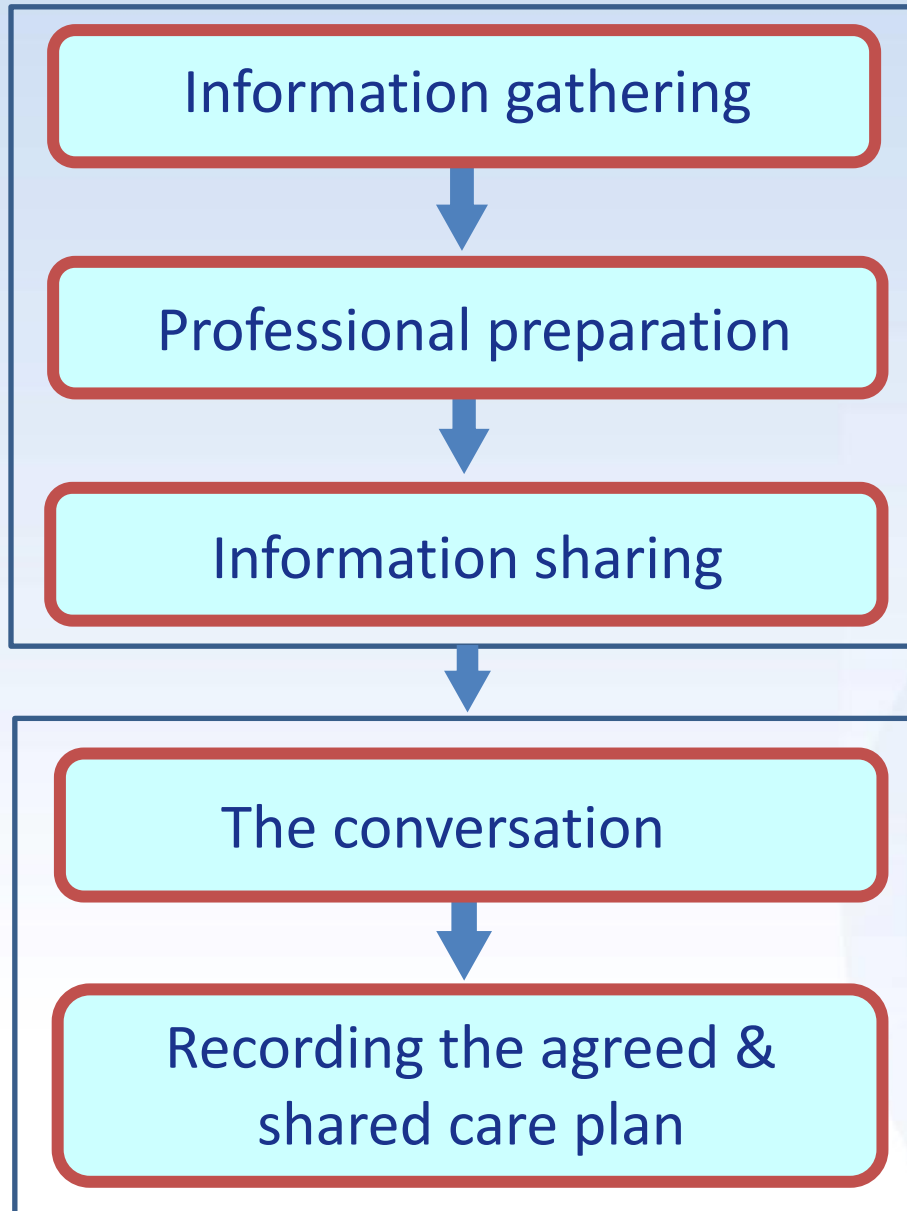 Information gathering
Professional preparation
Information sharing
The conversation
Recording the agreed &
shared care plan